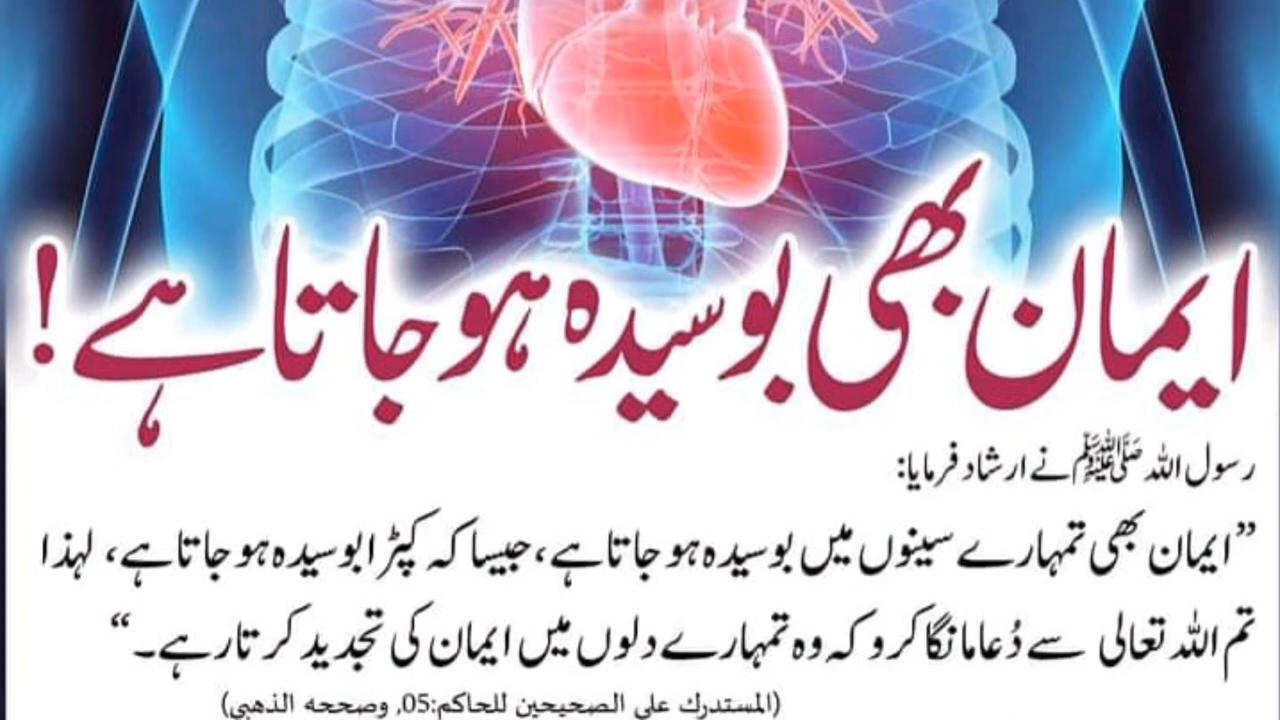 ایمان بھی بوسیدہ ہو جاتا ہے!
رسول اللہ ﷺ نے ارشاد فرمایا:
”ایمان بھی تمہارے سینوں میں بوسیدہ ہو جاتا ہے، جیسا کہ کپڑا بوسیدہ ہو جاتا ہے، لہذا
تم اللہ تعالی سے دُعا مانگا کرو کہ وہ تمہارے دلوں میں ایمان کی تجدید کرتا رہے۔“
(المستدرك على الصحيحين للحاكم:05, وصححه الذهبي)